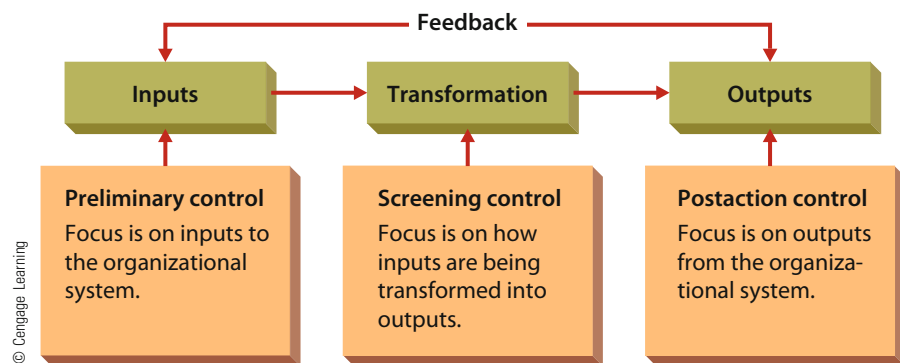 Feedback
Inputs
Transformation
Outputs
Preliminary control
Focus is on inputs to
the organizational
system.
Screening control
Focus is on how
inputs are being
transformed into
outputs.
Postaction control
Focus is on outputs
from the organiza-
tional system.
© Cengage Learning